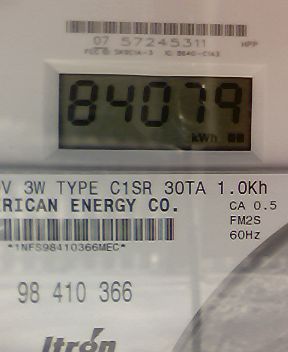 07 57245311 HPP
84079
kWh
V 3W TYPE C1SR 30TA 1.0Kh
RICAN ENERGY CO. CA 0.5
FM2S
*1NFS98410366MEC* 60Hz
98 410 366
Itron